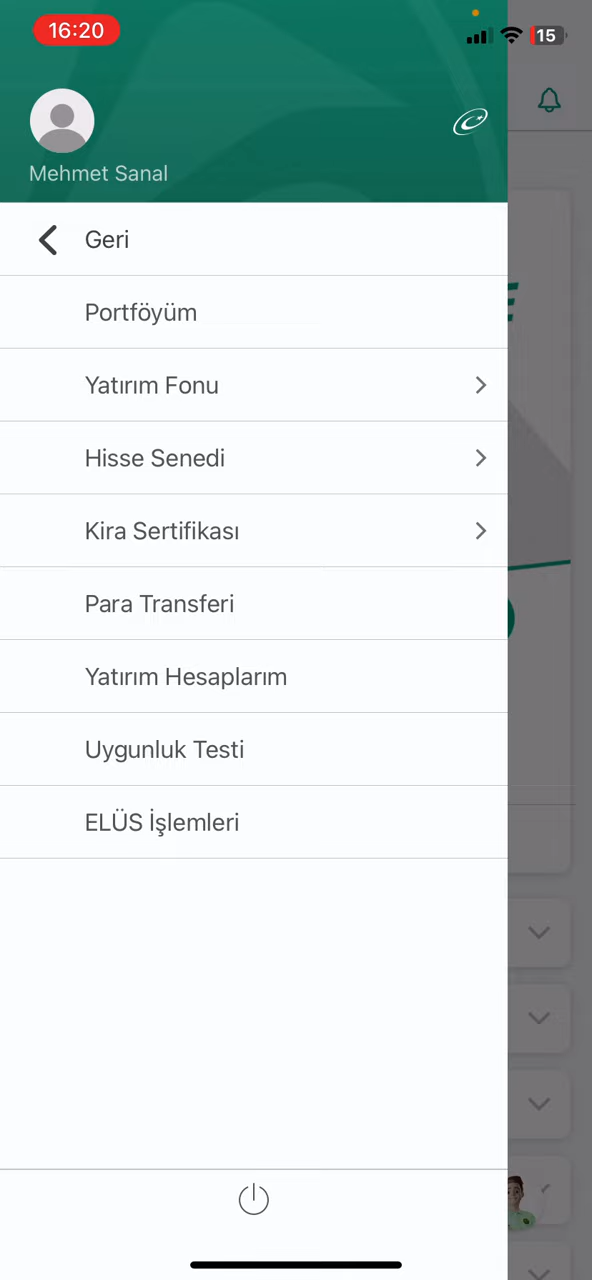 16:20
15
Mehmet Sanal
Geri
Portföyüm
Yatırım Fonu
Hisse Senedi
Kira Sertifikası
Para Transferi
Yatırım Hesaplarım
Uygunluk Testi
ELÜS İşlemleri